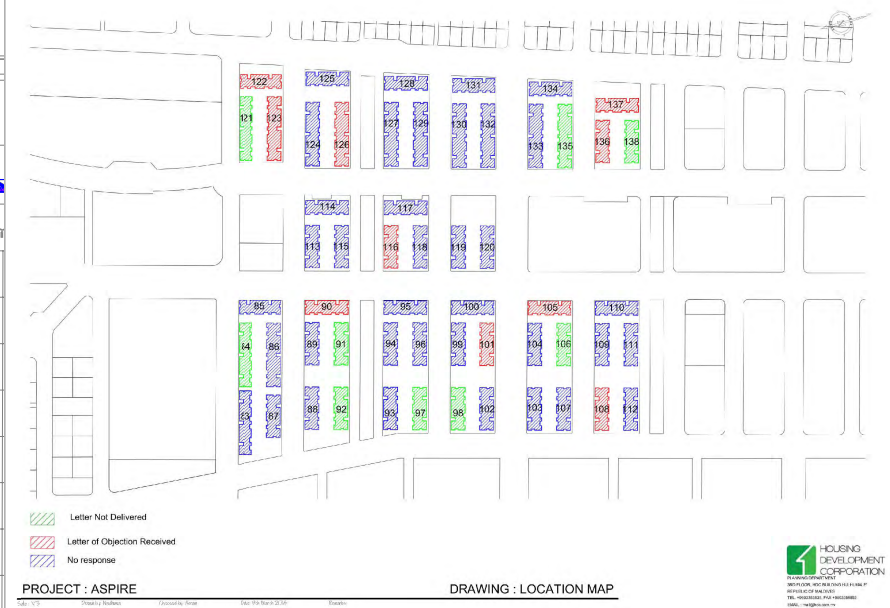 122 125 128 131 134 137
121 123 124 126 127 129 130 132 133 135 136 138
114 117
113 115 116 118 119 120
85 90 95 100 105 110
86 89 91 94 96 99 101 104 106 109 111
87 88 92 93 97 98 102 103 107 108 112
Letter Not Delivered
Letter of Objection Received
No response
HOUSING
DEVELOPMENT
CORPORATION
PLANNING DEPARTMENT
REPUBLIC OF MALDIVES
PROJECT : ASPIRE
DRAWING : LOCATION MAP